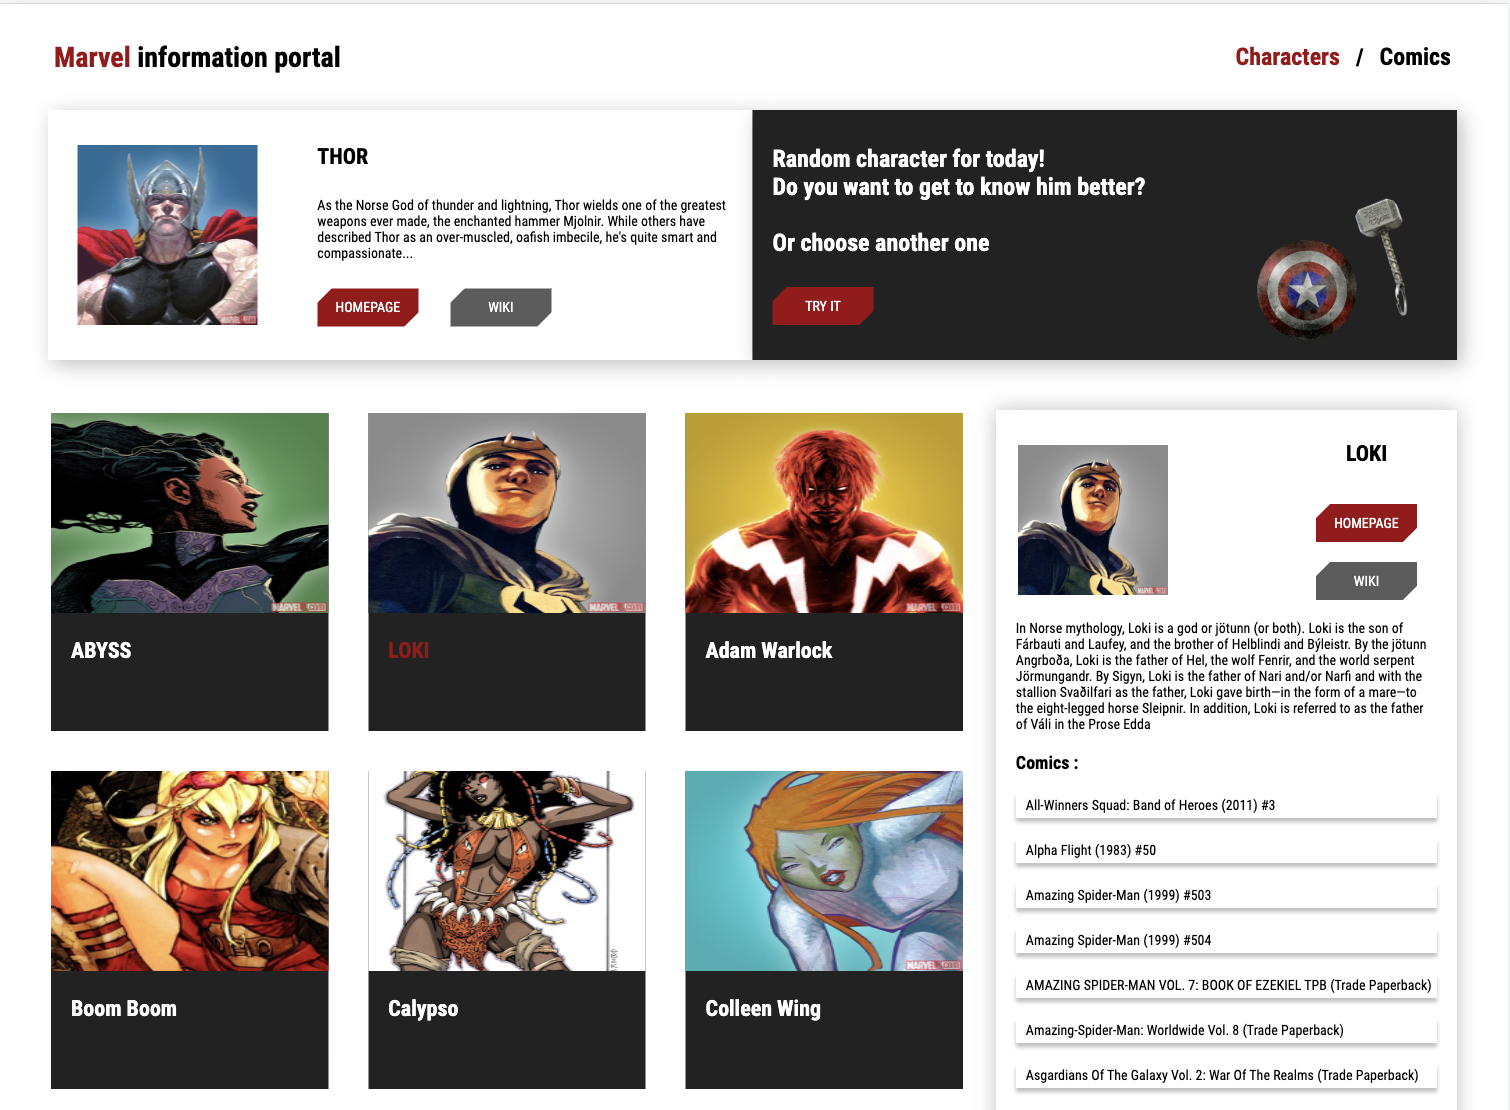 Marvel information portal
Characters / Comics
THOR
As the Norse God of thunder and lightning, Thor wields one of the greatest
weapons ever made, the enchanted hammer Mjolnir. While others have
described Thor as an over-muscled, oafish imbecile, he's quite smart and
compassionate...
HOMEPAGE
WIKI
Random character for today!
Do you want to get to know him better?
Or choose another one
TRY IT
ABYSS
LOKI
Adam Warlock
Boom Boom
Calypso
Colleen Wing
LOKI
HOMEPAGE
WIKI
In Norse mythology, Loki is a god or jötunn (or both). Loki is the son of
Fárbauti and Laufey, and the brother of Helblindi and Býleistr. By the jötunn
Angrboða, Loki is the father of Hel, the wolf Fenrir, and the world serpent
Jörmungandr. By Sigyn, Loki is the father of Nari and/or Narfi and with the
stallion Svaðilfari as the father, Loki gave birth—in the form of a mare—to
the eight-legged horse Sleipnir. In addition, Loki is referred to as the father
of Váli in the Prose Edda
Comics :
All-Winners Squad: Band of Heroes (2011) #3
Alpha Flight (1983) #50
Amazing Spider-Man (1999) #503
Amazing Spider-Man (1999) #504
AMAZING SPIDER-MAN VOL. 7: BOOK OF EZEKIEL TPB (Trade Paperback)
Amazing-Spider-Man: Worldwide Vol. 8 (Trade Paperback)
Asgardians Of The Galaxy Vol. 2: War Of The Realms (Trade Paperback)